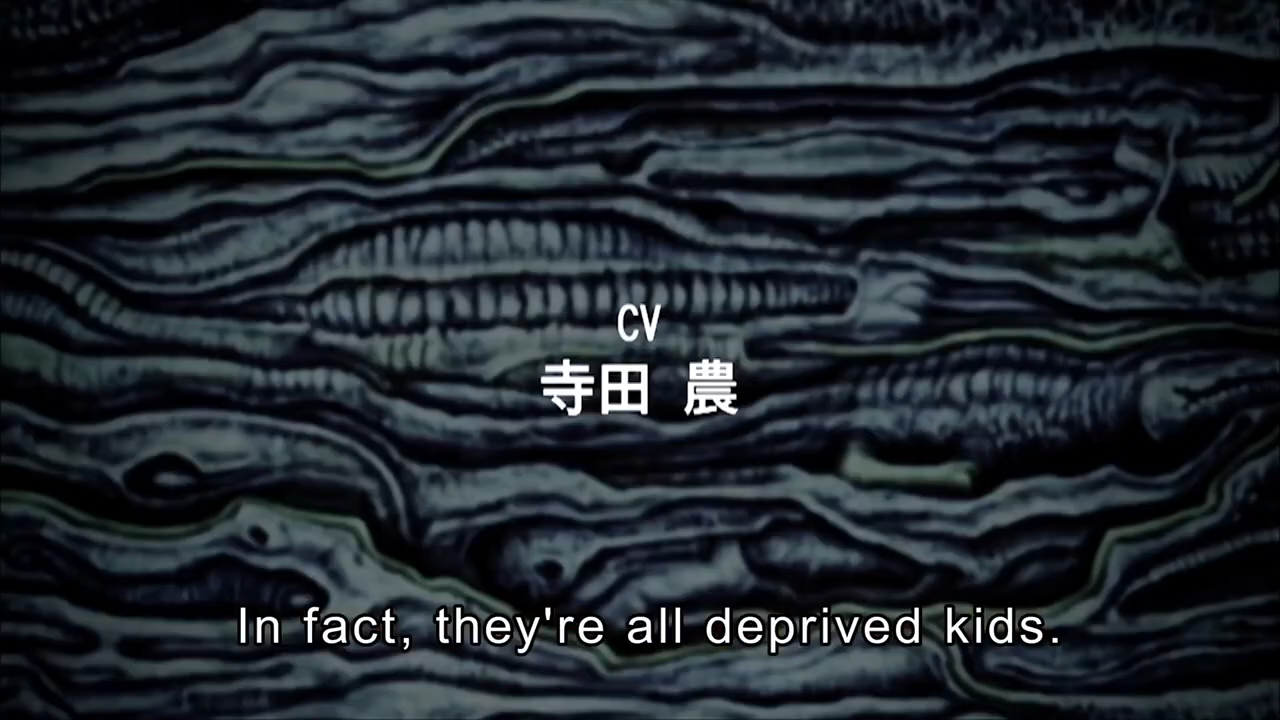 CV
寺田 農
In fact, they're all deprived kids.